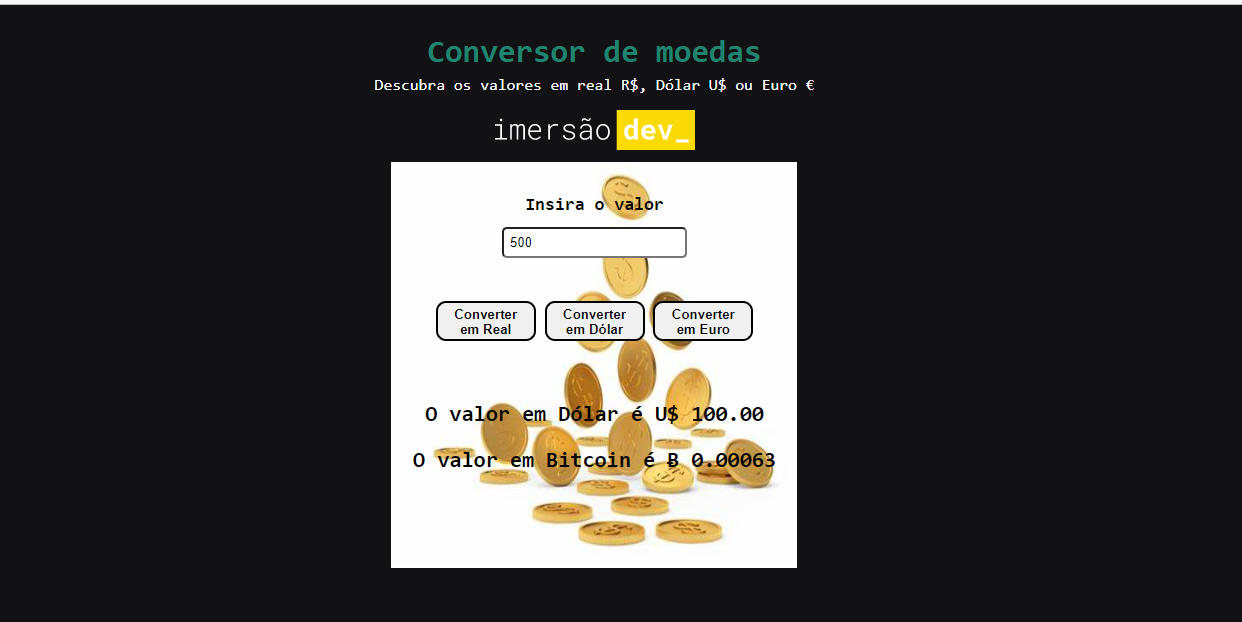 Conversor de moedas
Descubra os valores em real R$, Dólar U$ ou Euro €
imersão dev_
Insira o valor
500
Converter em Real
Converter em Dólar
Converter em Euro
O valor em Dólar é U$ 100.00
O valor em Bitcoin é Ƀ 0.00063